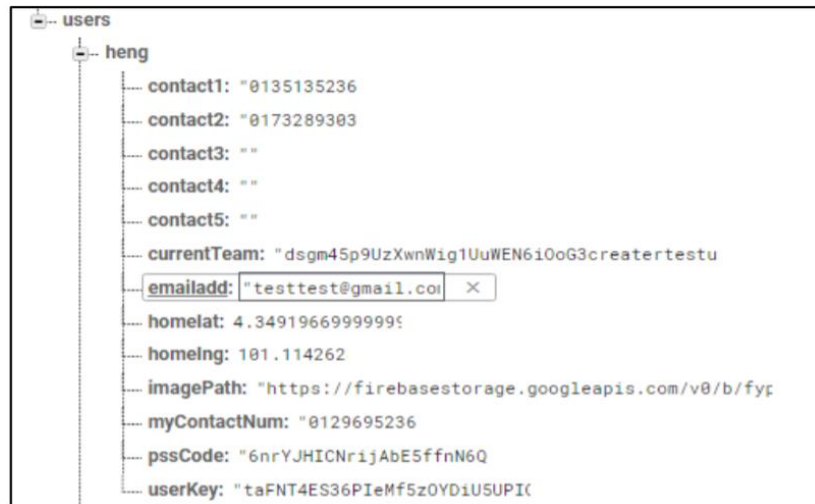 users
heng
contact1: "0135135236
contact2: "0173289303
contact3: ""
contact4: ""
contact5: ""
currentTeam: "dsgm45p9UzXwnWig1UuWEN6iOoG3creatertestu
emailadd: "testtest@gmail.co
homelat: 4.3491966999999
homelng: 101.114262
imagePath: "https://firebasestorage.googleapis.com/v0/b/fyp
myContactNum: "0129695236
pssCode: "6nrYJHICNrijAbE5ffnN6Q
userKey: "taFNT4ES36PIeMf5zOYDiU5UPI